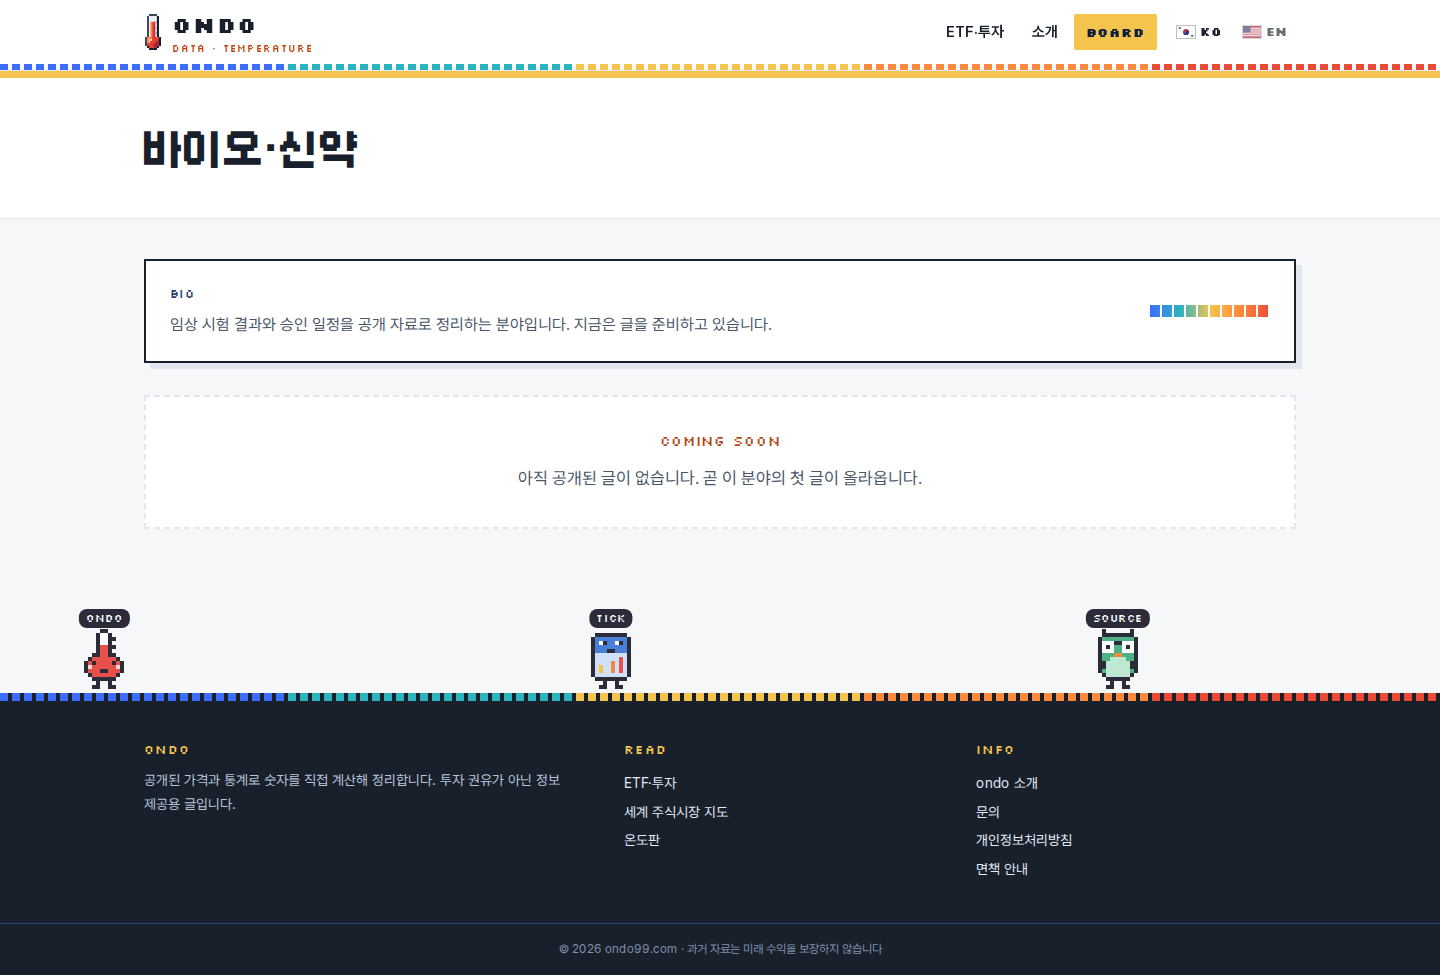 ONDO
DATA · TEMPERATURE
ETF·투자 소개 BOARD KO EN
바이오·신약
BIO
임상 시험 결과와 승인 일정을 공개 자료로 정리하는 분야입니다. 지금은 글을 준비하고 있습니다.
COMING SOON
아직 공개된 글이 없습니다. 곧 이 분야의 첫 글이 올라옵니다.
ONDO TICK SOURCE
ONDO
공개된 가격과 통계로 숫자를 직접 계산해 정리합니다. 투자 권유가 아닌 정보
제공용 글입니다.
READ
ETF·투자
세계 주식시장 지도
온도판
INFO
ondo 소개
문의
개인정보처리방침
면책 안내
© 2026 ondo99.com · 과거 자료는 미래 수익을 보장하지 않습니다